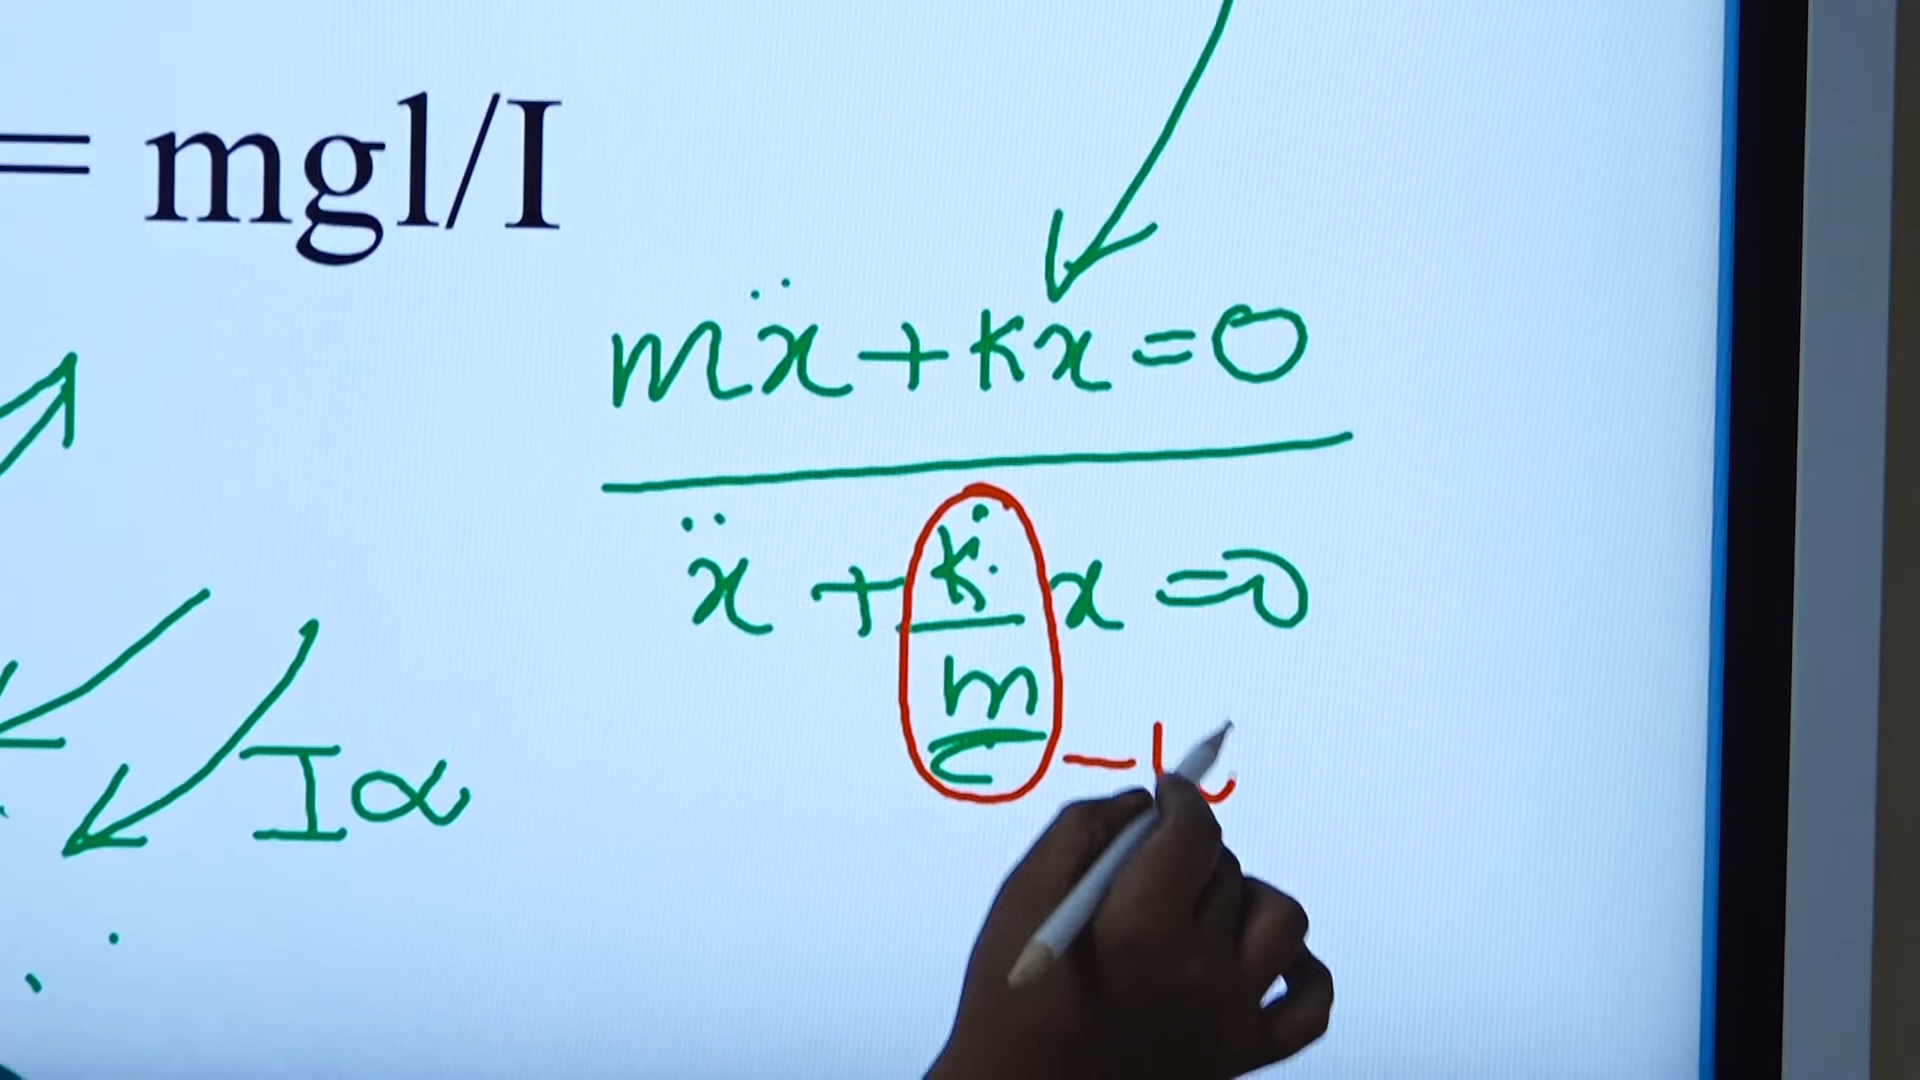 = mgl/I
mẍ + kx = 0
ẍ + k/m x = 0
Iα